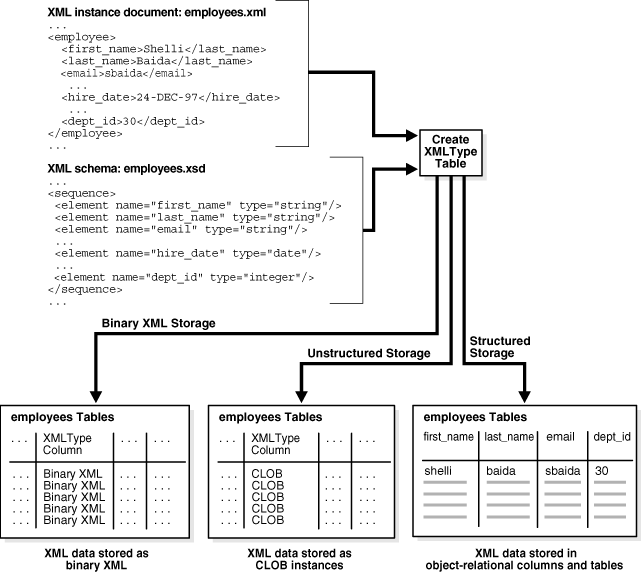 XML instance document: employees.xml
...
<employee>
<first_name>Shelli</last_name>
<last_name>Baida</last_name>
<email>sbaida</email>
...
<hire_date>24-DEC-97</hire_date>
...
<dept_id>30</dept_id>
</employee>
...
XML schema: employees.xsd
...
<sequence>
<element name="first_name" type="string"/>
<element name="last_name" type="string"/>
<element name="email" type="string"/>
...
<element name="hire_date" type="date"/>
...
<element name="dept_id" type="integer"/>
</sequence>
...
Create
XMLType
Table
Binary XML Storage
Unstructured Storage
Structured
Storage
employees Tables
... XMLType ... ...
Column
... Binary XML ... ...
... Binary XML ... ...
... Binary XML ... ...
... Binary XML ... ...
... Binary XML ... ...
XML data stored as
binary XML
employees Tables
... XMLType ... ...
Column
... CLOB ... ...
... CLOB ... ...
... CLOB ... ...
... CLOB ... ...
... CLOB ... ...
XML data stored as
CLOB instances
employees Tables
first_name last_name email dept_id
shelli baida sbaida 30
XML data stored in
object-relational columns and tables